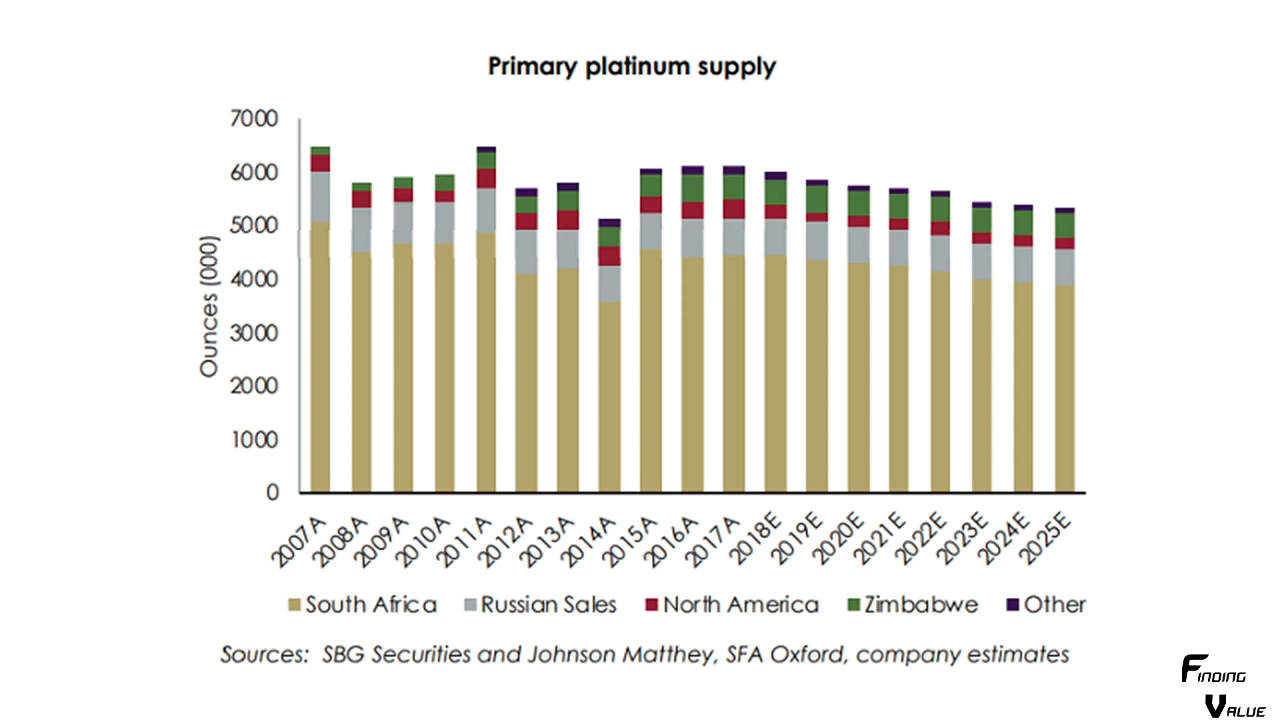 Primary platinum supply
7000
6000
5000
4000
3000
2000
1000
0
Ounces (000)
2007A
2008A
2009A
2010A
2011A
2012A
2013A
2014A
2015A
2016A
2017A
2018E
2019E
2020E
2021E
2022E
2023E
2024E
2025E
South Africa
Russian Sales
North America
Zimbabwe
Other
Sources: SBG Securities and Johnson Matthey, SFA Oxford, company estimates
Finding
Value